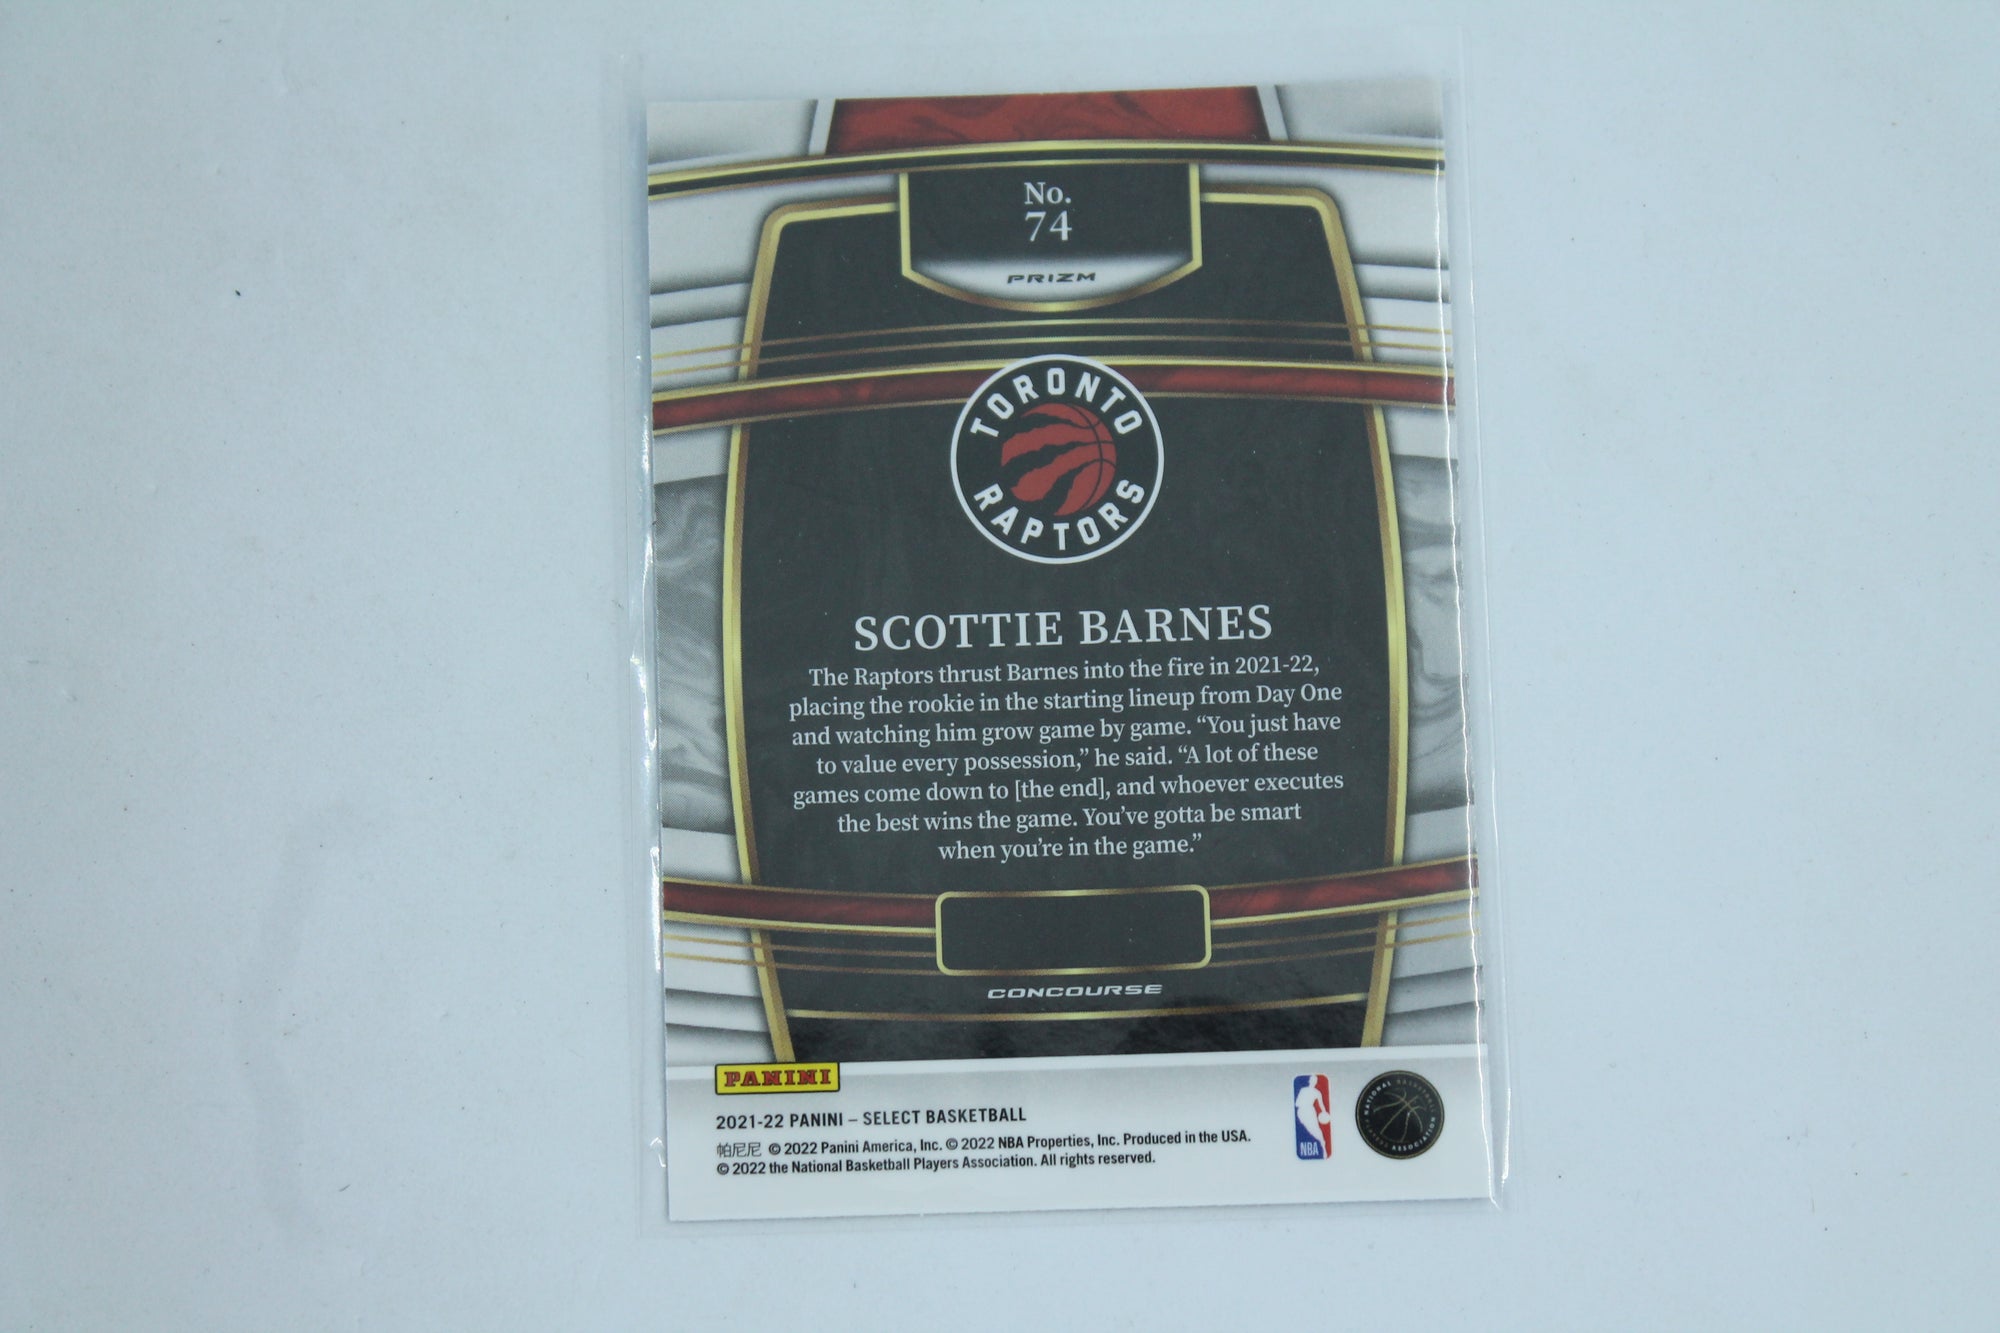 No.
74
PRIZM
TORONTO
RAPTORS
SCOTTIE BARNES
The Raptors thrust Barnes into the fire in 2021-22,
placing the rookie in the starting lineup from Day One
and watching him grow game by game. “You just have
to value every possession,” he said. “A lot of these
games come down to [the end], and whoever executes
the best wins the game. You’ve gotta be smart
when you’re in the game.”
CONCOURSE
PANINI
2021-22 PANINI – SELECT BASKETBALL
帕尼尼 © 2022 Panini America, Inc. © 2022 NBA Properties, Inc. Produced in the USA.
© 2022 the National Basketball Players Association. All rights reserved.
NBA
NATIONAL BASKETBALL
PLAYERS ASSOCIATION